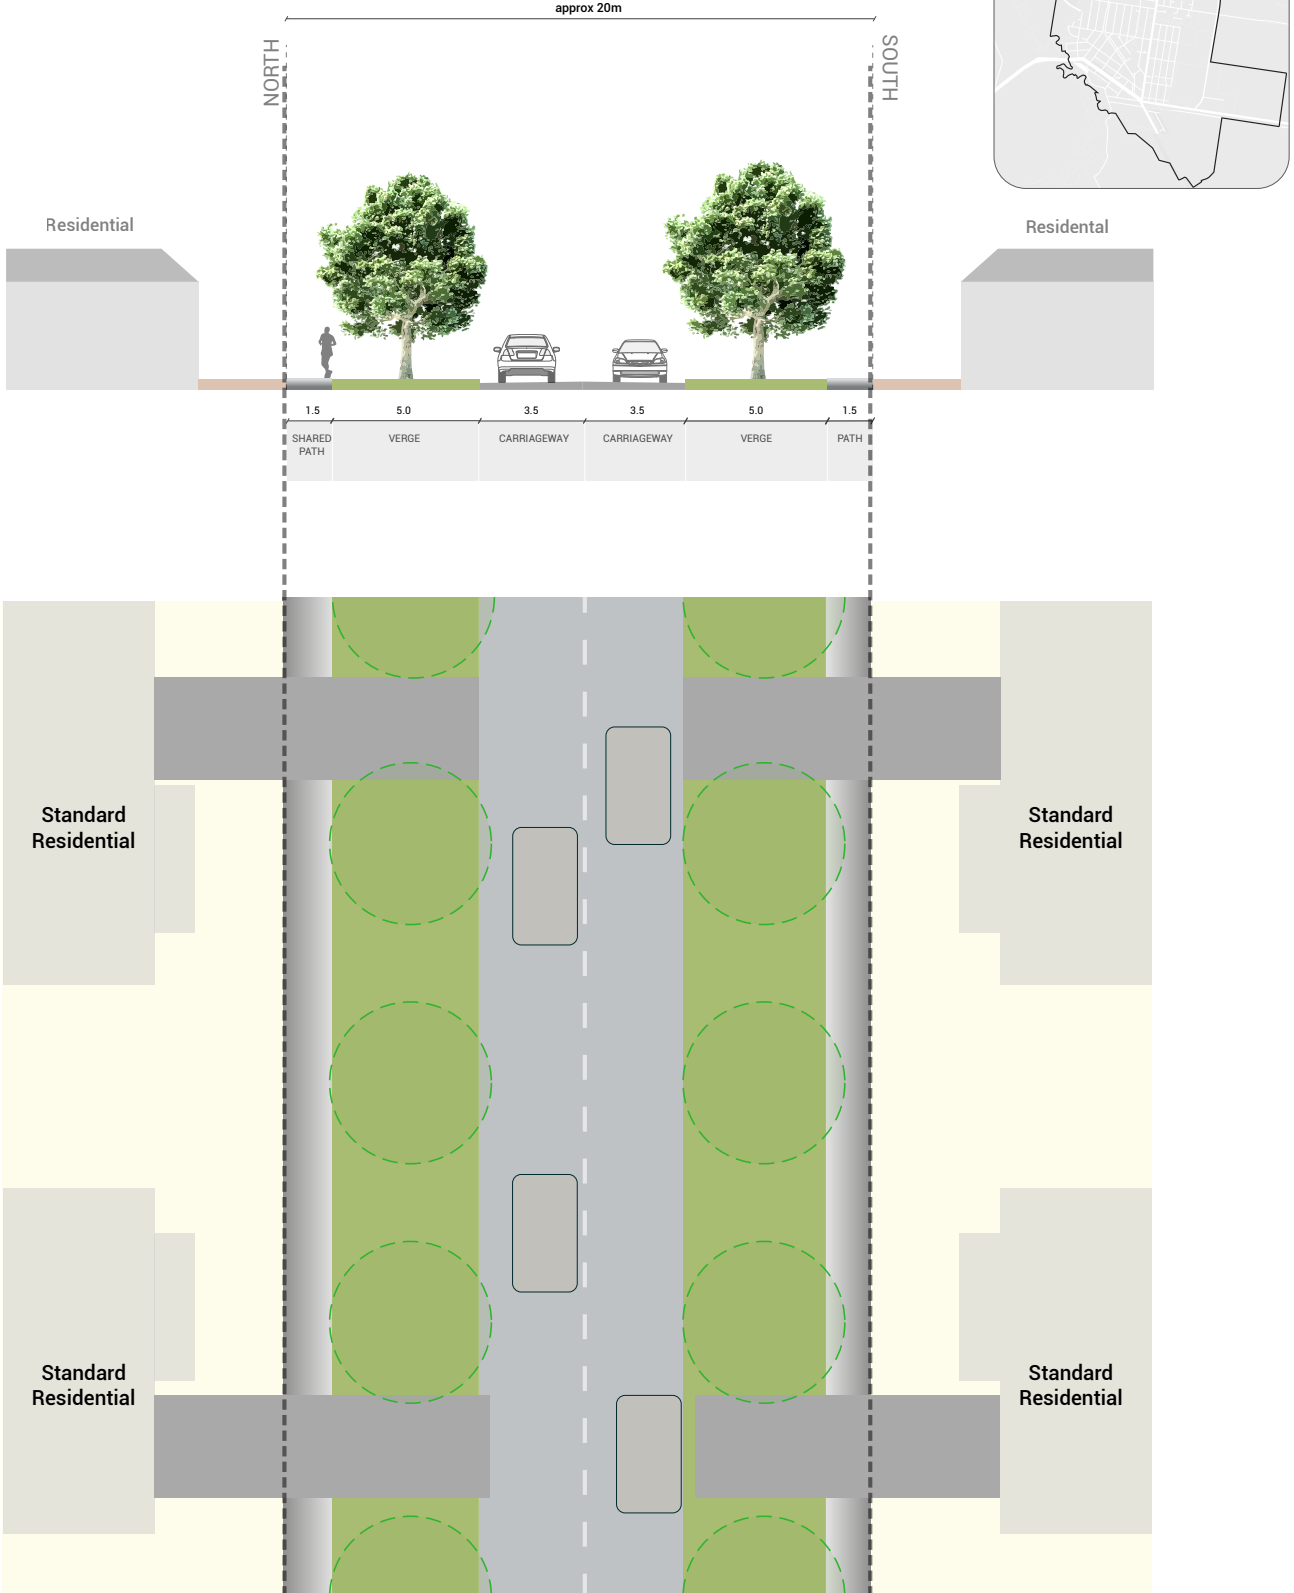 approx 20m
NORTH
SOUTH
Residential
Residental
1.5
5.0
3.5
3.5
5.0
1.5
SHARED
PATH
VERGE
CARRIAGEWAY
CARRIAGEWAY
VERGE
PATH
Standard
Residential
Standard
Residential
Standard
Residential
Standard
Residential